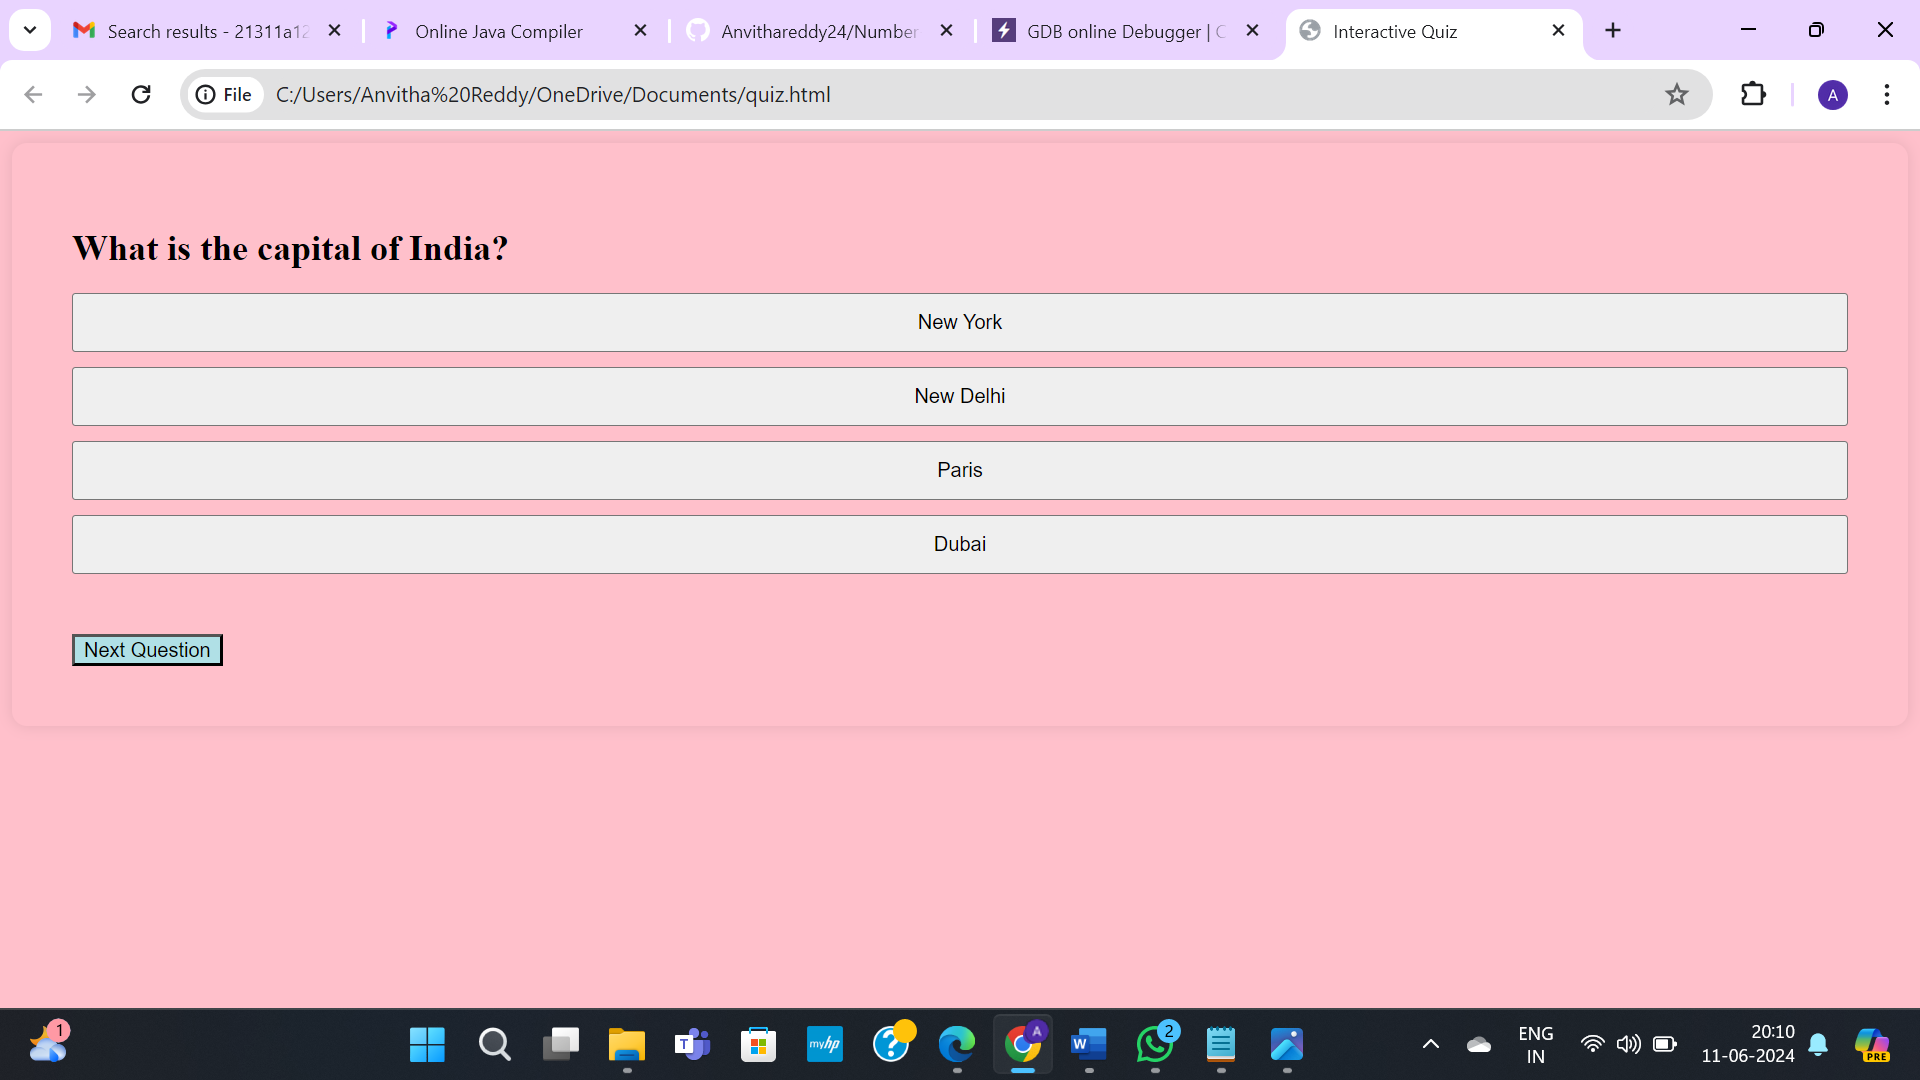 Search results - 21311a12
Online Java Compiler
Anvithareddy24/Number
GDB online Debugger | C
Interactive Quiz
File
C:/Users/Anvitha%20Reddy/OneDrive/Documents/quiz.html
A
What is the capital of India?
New York
New Delhi
Paris
Dubai
Next Question
1
T
myhp
?
A
W
2
ENG
IN
20:10
11-06-2024
PRE